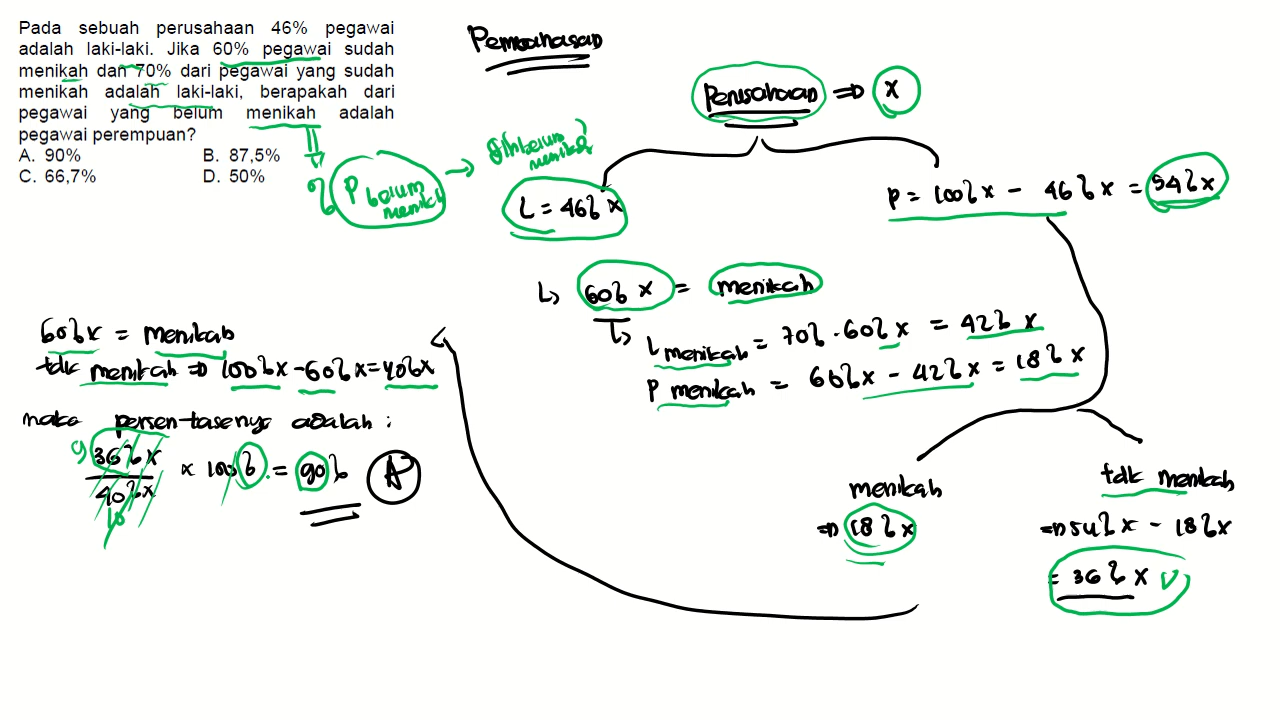 Pada sebuah perusahaan 46% pegawai
adalah laki-laki. Jika 60% pegawai sudah
menikah dan 70% dari pegawai yang sudah
menikah adalah laki-laki, berapakah dari
pegawai yang belum menikah adalah
pegawai perempuan?
A. 90% B. 87,5%
C. 66,7% D. 50%
% P belum menikah
Pembahasan
Perusahaan ⇒ x
L = 46% x
P = 100% x - 46% x = 54% x
↳ 60% x = menikah
↳ L menikah = 70% . 60% x = 42% x
P menikah = 60% x - 42% x = 18% x
menikah
⇒ 18% x
tdk menikah
⇒ 54% x - 18% x
= 36% x
60% x = menikah
tdk menikah ⇒ 100% x - 60% x = 40% x
maka persentasenya adalah :
9 36% x
40% x
10
x 100% = 90% A